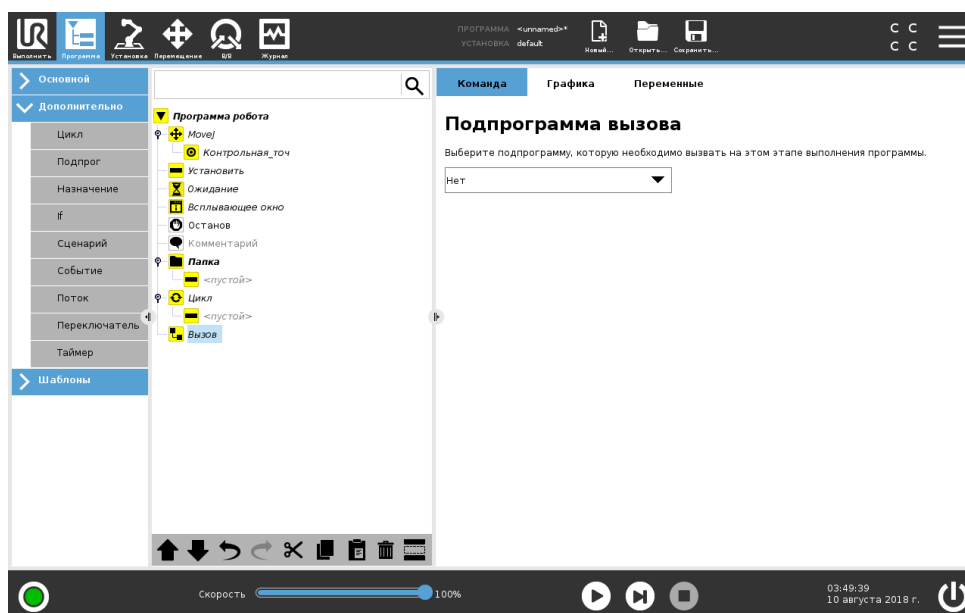 ПРОГРАММА <unnamed>*
УСТАНОВКА default
C C
C C
Выполнить Программа Установка Перемещение В/В Журнал Новый... Открыть... Сохранить...
Основной
Дополнительно
Цикл
Подпрог
Назначение
If
Сценарий
Событие
Поток
Переключатель
Таймер
Шаблоны
Программа робота
MoveJ
Контрольная_точ
Установить
Ожидание
Всплывающее окно
Останов
Комментарий
Папка
<пустой>
Цикл
<пустой>
Вызов
Команда Графика Переменные
Подпрограмма вызова
Выберите подпрограмму, которую необходимо вызвать на этом этапе выполнения программы.
Нет
Скорость 100%
03:49:39
10 августа 2018 г.